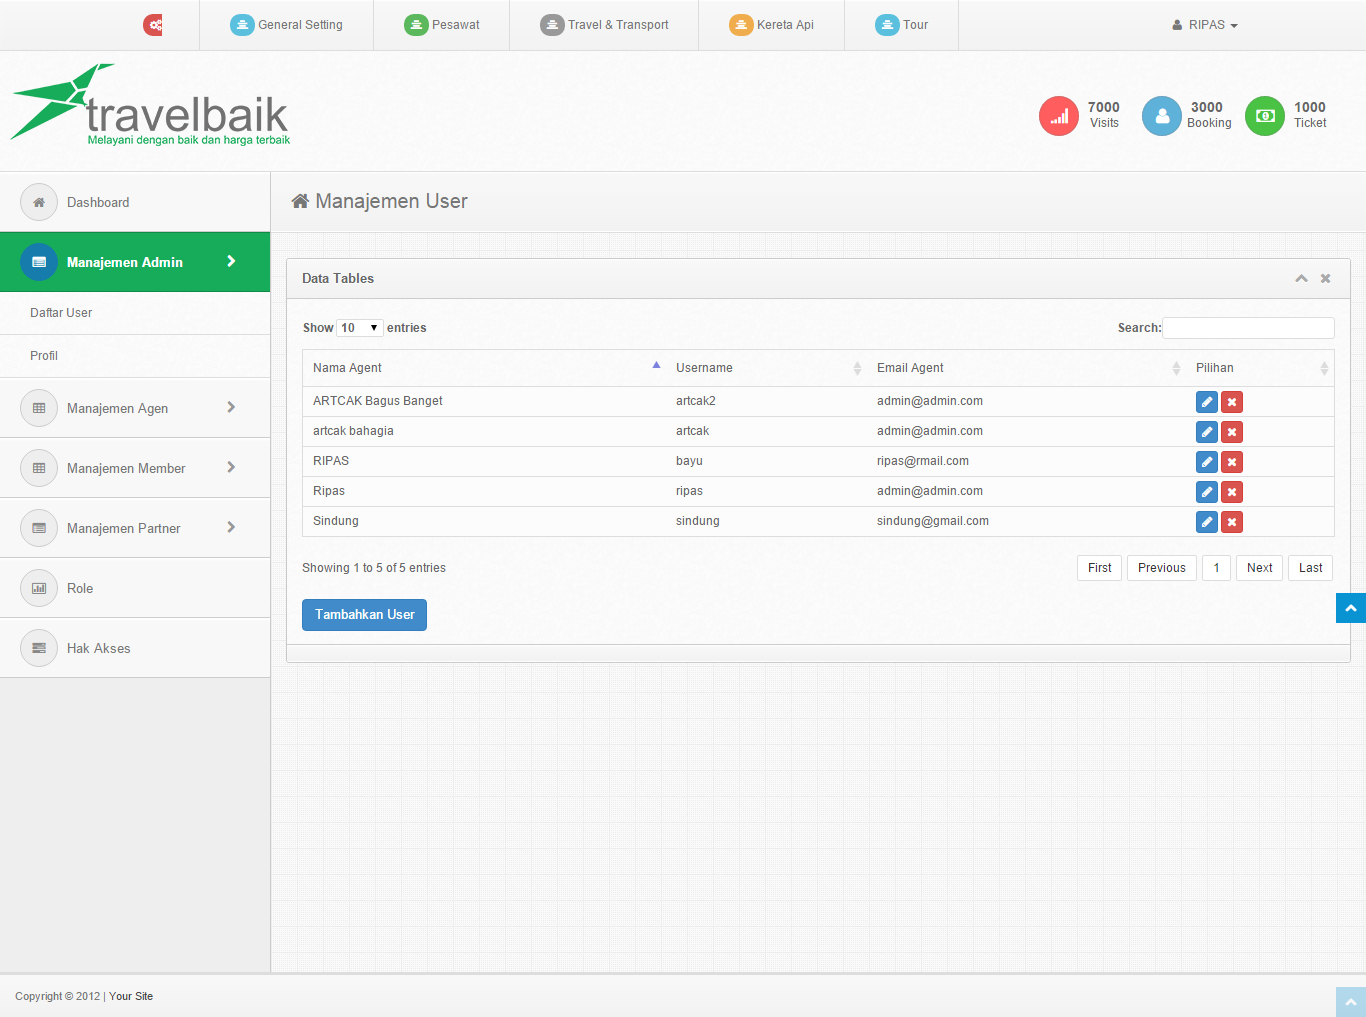 General Setting
Pesawat
Travel & Transport
Kereta Api
Tour
RIPAS
travelbaik
Melayani dengan baik dan harga terbaik
7000
Visits
3000
Booking
1000
Ticket
Dashboard
Manajemen Admin
Daftar User
Profil
Manajemen Agen
Manajemen Member
Manajemen Partner
Role
Hak Akses
Manajemen User
Data Tables
Show 10 entries
Search:
Nama Agent Username Email Agent Pilihan
ARTCAK Bagus Banget artcak2 admin@admin.com
artcak bahagia artcak admin@admin.com
RIPAS bayu ripas@rmail.com
Ripas ripas admin@admin.com
Sindung sindung sindung@gmail.com
Showing 1 to 5 of 5 entries
First Previous 1 Next Last
Tambahkan User
Copyright © 2012 | Your Site